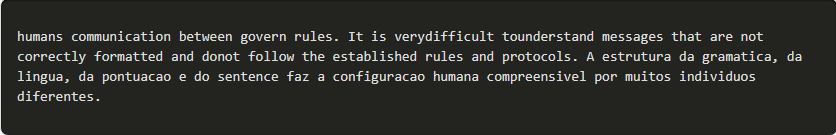 humans communication between govern rules. It is verydifficult tounderstand messages that are not
correctly formatted and donot follow the established rules and protocols. A estrutura da gramatica, da
lingua, da pontuacao e do sentence faz a configuracao humana compreensivel por muitos individuos
diferentes.